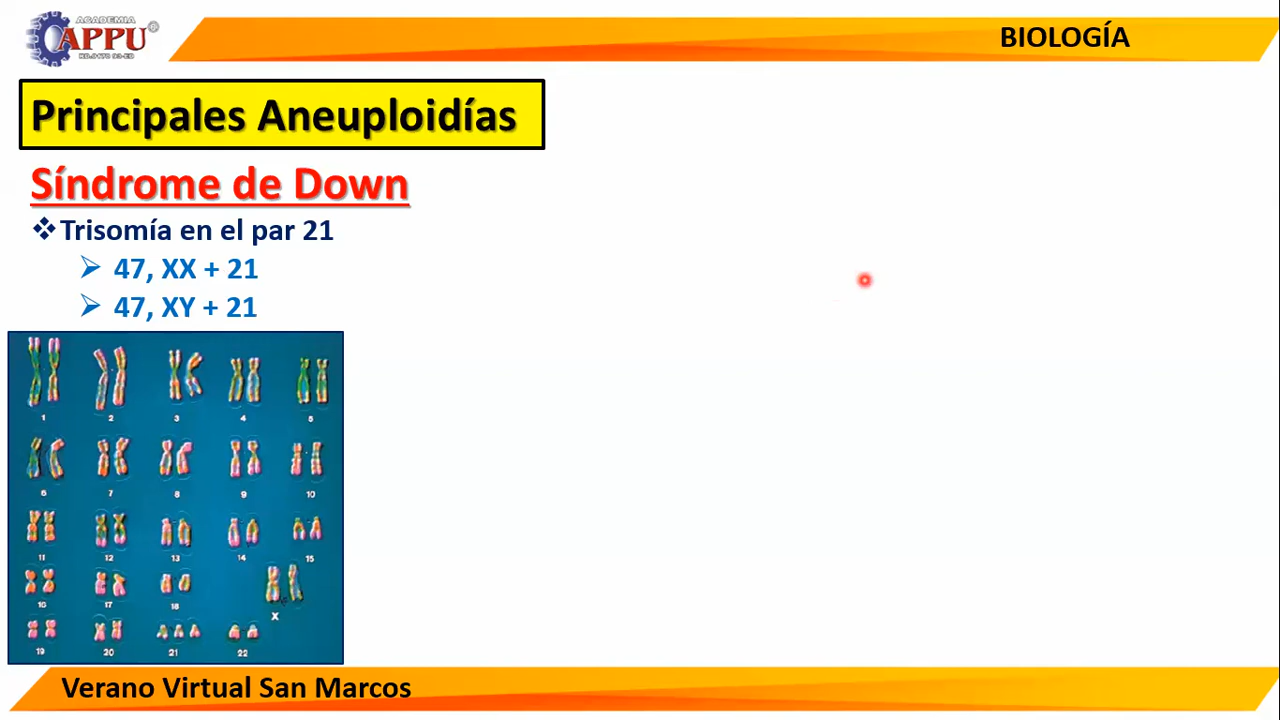 ACADEMIA
APPU®
BIOLOGÍA
Principales Aneuploidías
Síndrome de Down
Trisomía en el par 21
47, XX + 21
47, XY + 21
1 2 3 4 5
6 7 8 9 10
11 12 13 14 15
16 17 18 X
19 20 21 22
Verano Virtual San Marcos